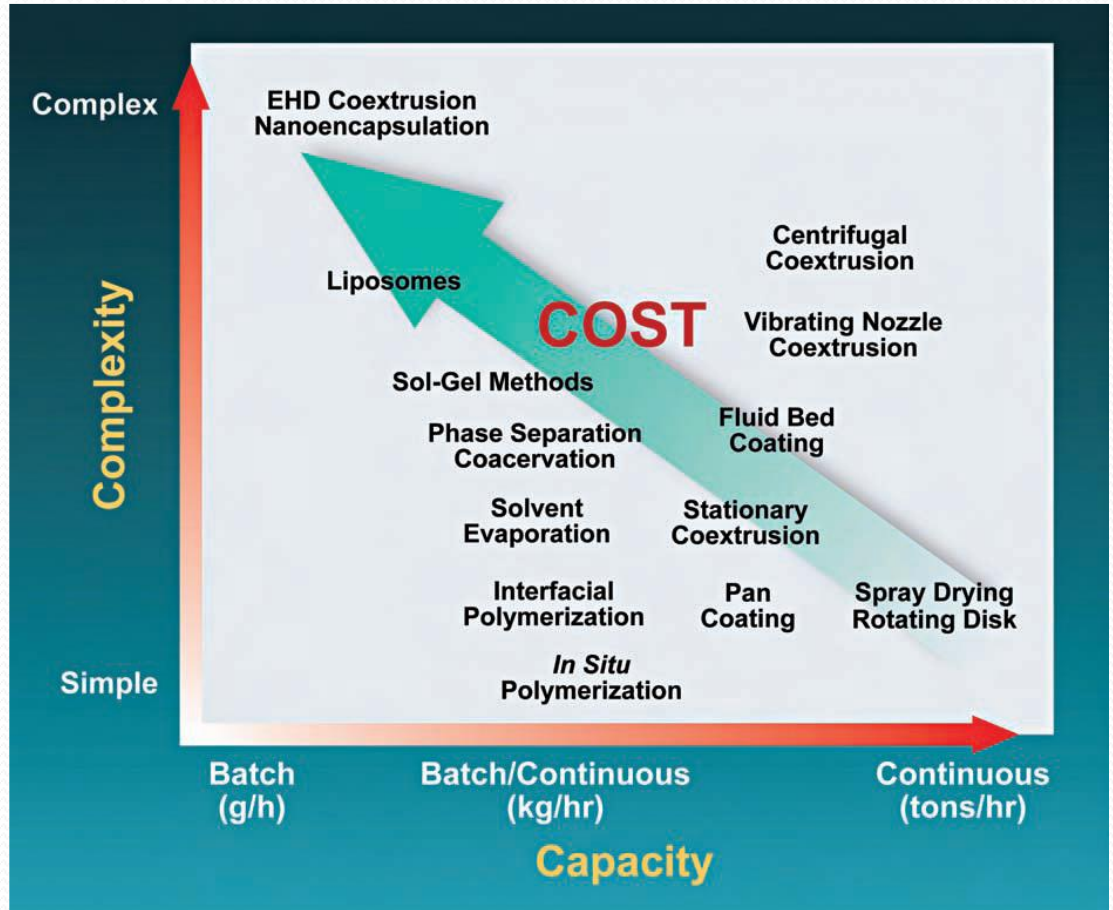 Complex
EHD Coextrusion
Nanoencapsulation
Centrifugal
Coextrusion
Liposomes
COST
Vibrating Nozzle
Coextrusion
Sol-Gel Methods
Fluid Bed
Coating
Phase Separation
Coacervation
Solvent
Evaporation
Stationary
Coextrusion
Interfacial
Polymerization
Pan
Coating
Spray Drying
Rotating Disk
In Situ
Polymerization
Simple
Complexity
Batch
(g/h)
Batch/Continuous
(kg/hr)
Continuous
(tons/hr)
Capacity